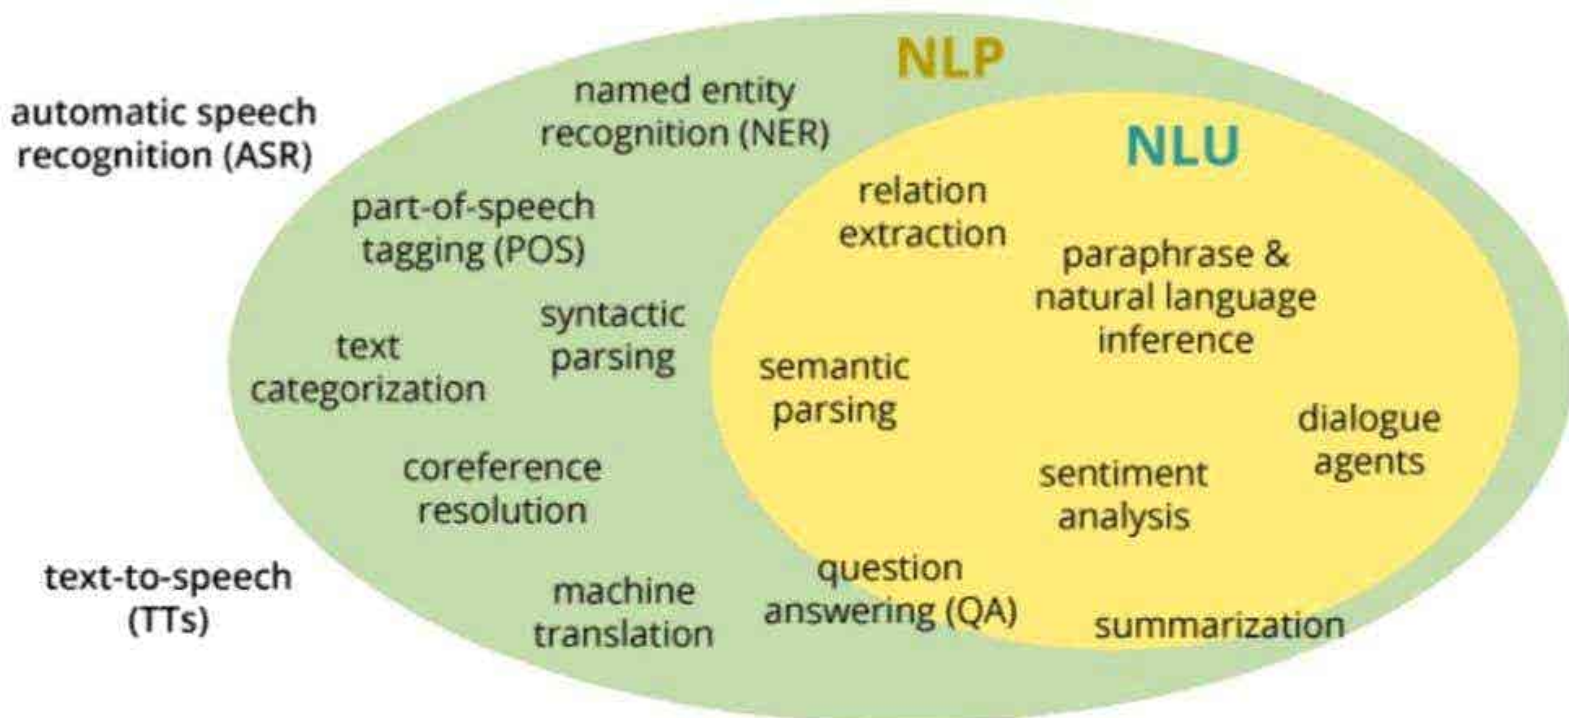 NLP
named entity
recognition (NER)
automatic speech
recognition (ASR)
NLU
relation
extraction
part-of-speech
tagging (POS)
paraphrase &
natural language
inference
syntactic
parsing
text
categorization
semantic
parsing
dialogue
agents
coreference
resolution
sentiment
analysis
question
answering (QA)
text-to-speech
(TTs)
machine
translation
summarization